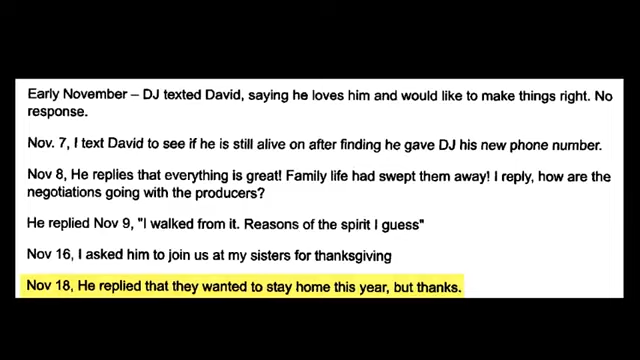 Early November – DJ texted David, saying he loves him and would like to make things right. No
response.
Nov. 7, I text David to see if he is still alive on after finding he gave DJ his new phone number.
Nov 8, He replies that everything is great! Family life had swept them away! I reply, how are the
negotiations going with the producers?
He replied Nov 9, "I walked from it. Reasons of the spirit I guess"
Nov 16, I asked him to join us at my sisters for thanksgiving
Nov 18, He replied that they wanted to stay home this year, but thanks.